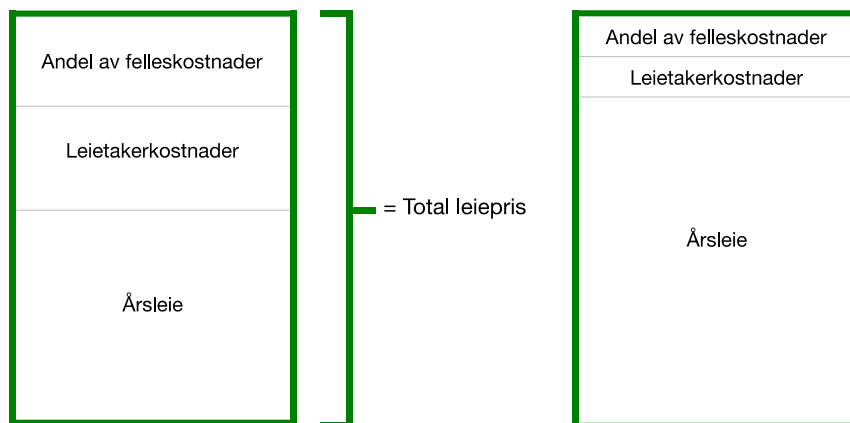 Andel av felleskostnader
Leietakerkostnader
Årsleie
= Total leiepris
Andel av felleskostnader
Leietakerkostnader
Årsleie